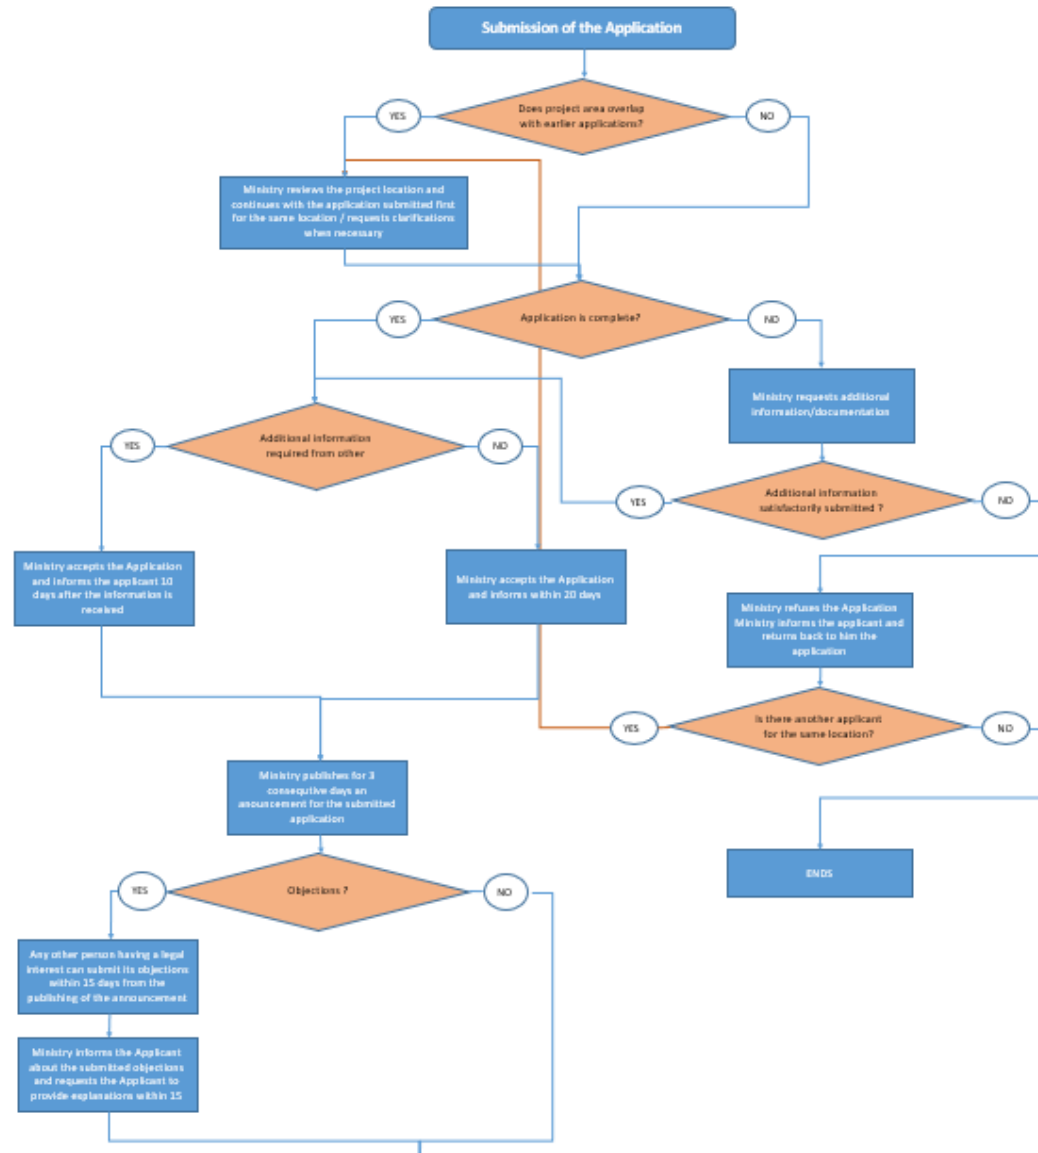 Submission of the Application
Does project area overlap
with earlier applications?
YES
NO
Ministry reviews the project location and
continues with the application submitted first
for the same location / requests clarifications
when necessary
Application is complete?
YES
NO
Ministry requests additional
information/documentation
Additional information
required from other
YES
NO
Additional information
satisfactorily submitted ?
YES
NO
Ministry accepts the Application
and informs the applicant 10
days after the information is
received
Ministry accepts the Application
and informs within 20 days
Ministry refuses the Application
Ministry informs the applicant and
returns back to him the
application
Is there another applicant
for the same location?
YES
NO
Ministry publishes for 3
consequtive days an
anouncement for the submitted
application
ENDS
Objections ?
YES
NO
Any other person having a legal
interest can submit its objections
within 15 days from the
publishing of the announcement
Ministry informs the Applicant
about the submitted objections
and requests the Applicant to
provide explanations within 15